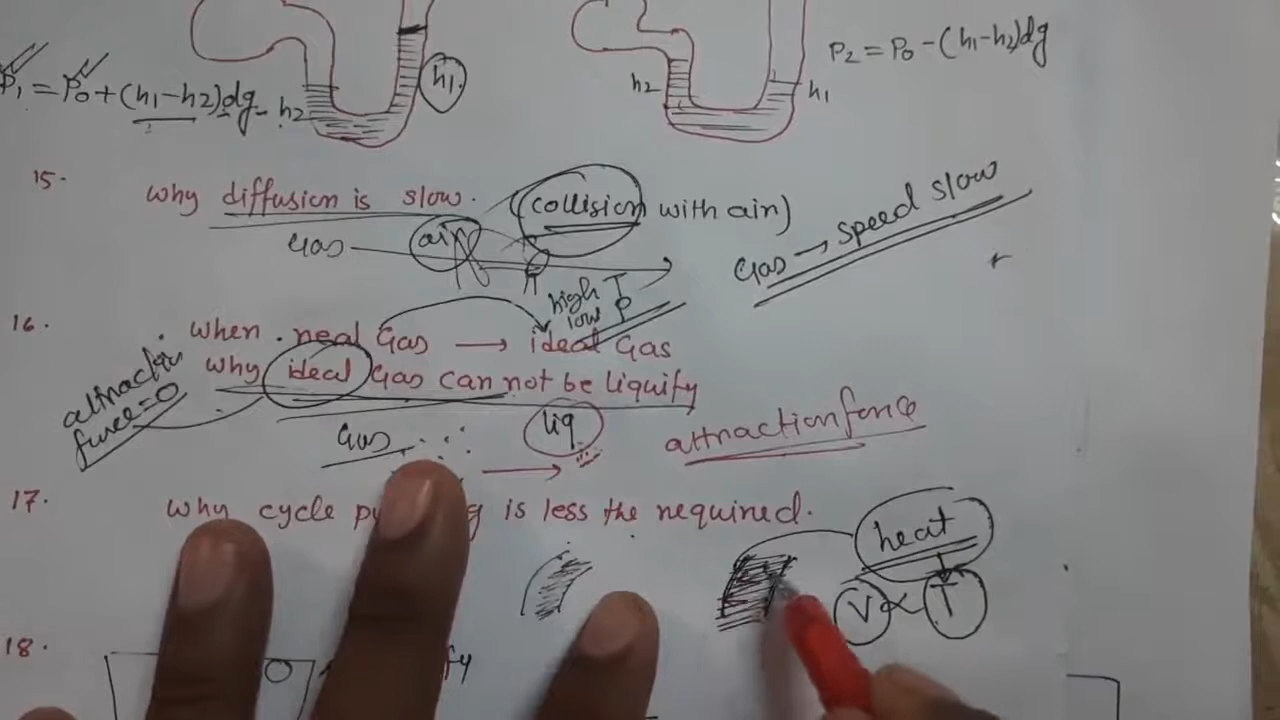 P₁ = P₀ + (h₁-h₂)dg h₂ h₁
h₂ h₁ P₂ = P₀ - (h₁-h₂)dg
15. why diffusion is slow. (collision with air)
Gas air
Gas → speed slow
high T
low P
16. when real Gas → ideal Gas
why ideal Gas can not be liquify
attraction
force=0
Gas → liq. attraction force
17. why cycle is less the required.
heat
V ∝ T
18.